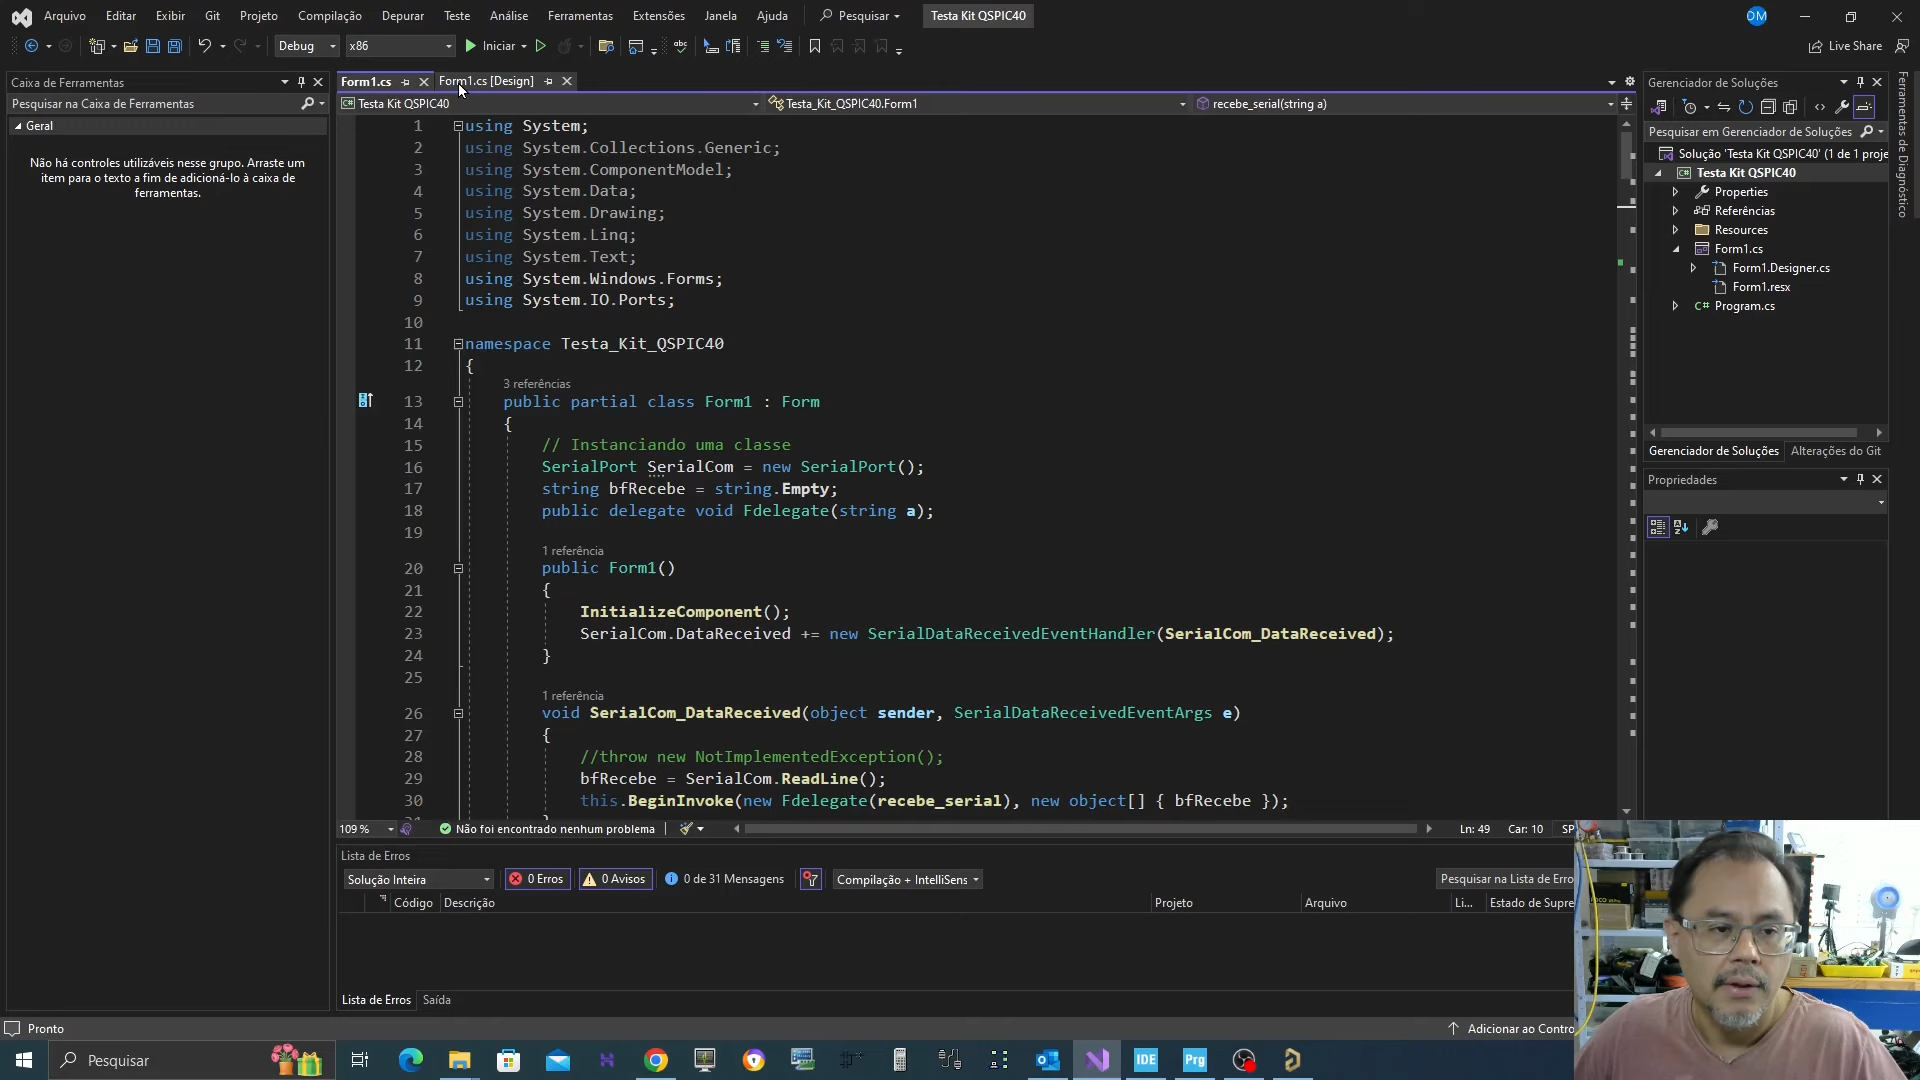 Arquivo Editar Exibir Git Projeto Compilação Depurar Teste Análise Ferramentas Extensões Janela Ajuda Pesquisar Testa Kit QSPIC40 DM
Debug x86 Iniciar abc Live Share
Caixa de Ferramentas
Pesquisar na Caixa de Ferramentas
Geral
Não há controles utilizáveis nesse grupo. Arraste um
item para o texto a fim de adicioná-lo à caixa de
ferramentas.
Form1.cs Form1.cs [Design]
Testa Kit QSPIC40 Testa_Kit_QSPIC40.Form1 recebe_serial(string a)
1 using System;
2 using System.Collections.Generic;
3 using System.ComponentModel;
4 using System.Data;
5 using System.Drawing;
6 using System.Linq;
7 using System.Text;
8 using System.Windows.Forms;
9 using System.IO.Ports;
10
11 namespace Testa_Kit_QSPIC40
12 {
3 referências
13 public partial class Form1 : Form
14 {
15 // Instanciando uma classe
16 SerialPort SerialCom = new SerialPort();
17 string bfRecebe = string.Empty;
18 public delegate void Fdelegate(string a);
19
1 referência
20 public Form1()
21 {
22 InitializeComponent();
23 SerialCom.DataReceived += new SerialDataReceivedEventHandler(SerialCom_DataReceived);
24 }
25
1 referência
26 void SerialCom_DataReceived(object sender, SerialDataReceivedEventArgs e)
27 {
28 //throw new NotImplementedException();
29 bfRecebe = SerialCom.ReadLine();
30 this.BeginInvoke(new Fdelegate(recebe_serial), new object[] { bfRecebe });
109 % Não foi encontrado nenhum problema Ln: 49 Car: 10 SP
Lista de Erros
Solução Inteira 0 Erros 0 Avisos 0 de 31 Mensagens Compilação + IntelliSens Pesquisar na Lista de Erro
Código Descrição Projeto Arquivo Li... Estado de Supre
Lista de Erros Saída
Gerenciador de Soluções
Pesquisar em Gerenciador de Soluções
Solução 'Testa Kit QSPIC40' (1 de 1 proje
Testa Kit QSPIC40
Properties
Referências
Resources
Form1.cs
Form1.Designer.cs
Form1.resx
C# Program.cs
Gerenciador de Soluções Alterações do Git
Propriedades
Ferramentas de Diagnóstico
Pronto Adicionar ao Contro
Pesquisar IDE Prg